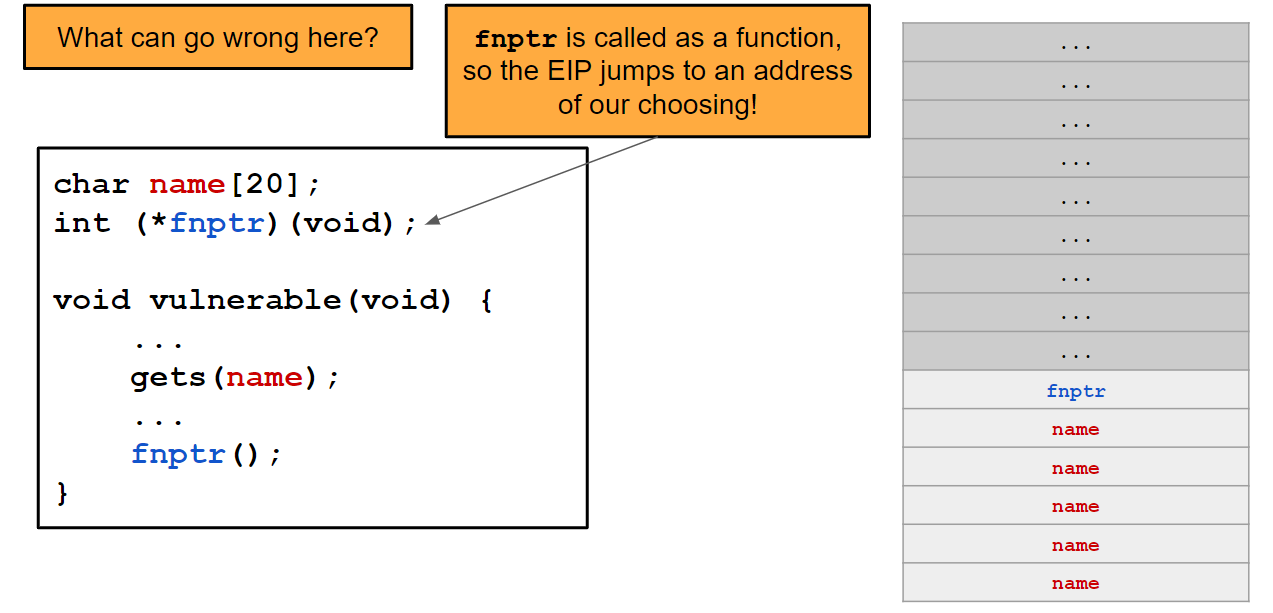 What can go wrong here?
fnptr is called as a function,
so the EIP jumps to an address
of our choosing!
char name[20];
int (*fnptr)(void);
void vulnerable(void) {
...
gets(name);
...
fnptr();
}
...
...
...
...
...
...
...
...
...
fnptr
name
name
name
name
name